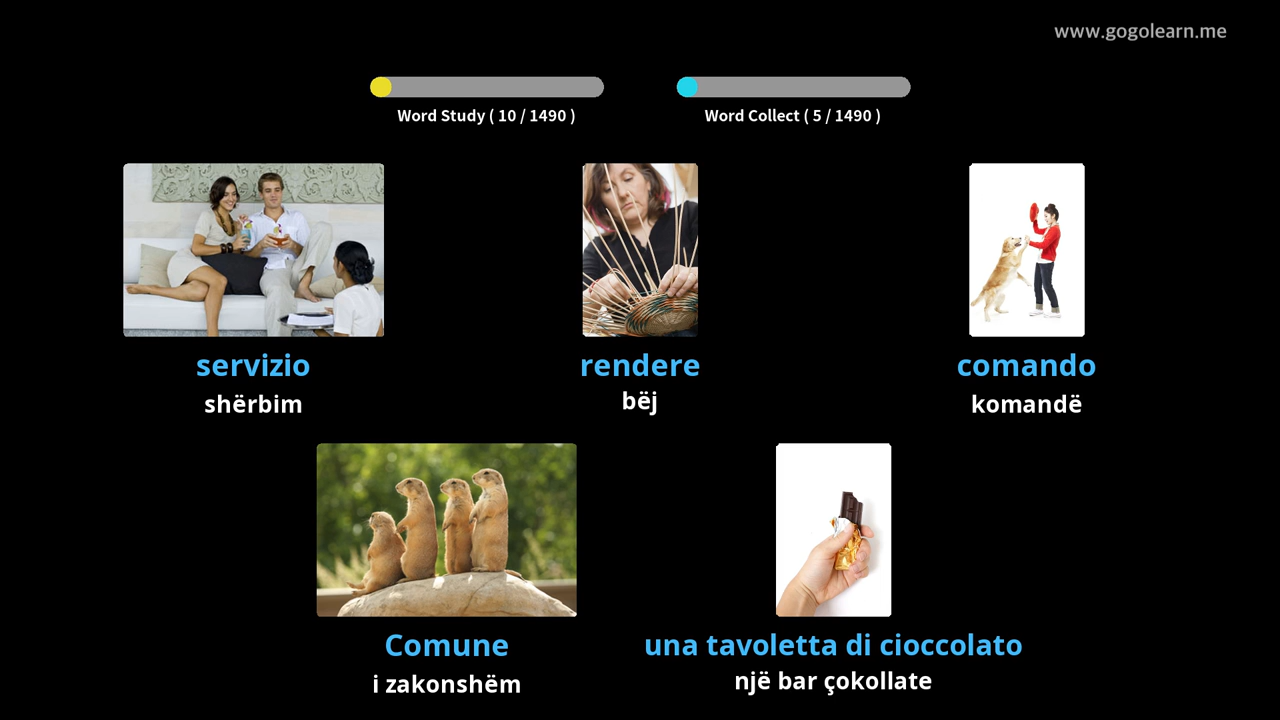 www.gogolearn.me
Word Study ( 10 / 1490 )
Word Collect ( 5 / 1490 )
servizio
shërbim
rendere
bëj
comando
komandë
Comune
i zakonshëm
una tavoletta di cioccolato
një bar çokollate